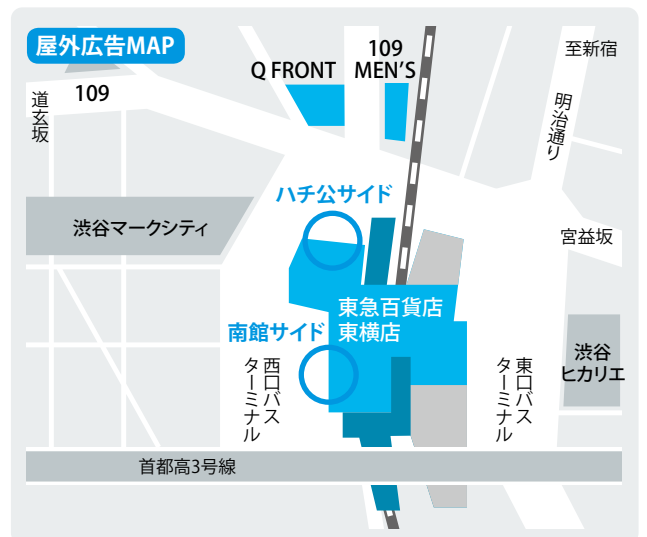 屋外広告MAP
109
道玄坂
Q FRONT
109
MEN'S
至新宿
明治通り
ハチ公サイド
渋谷マークシティ
宮益坂
東急百貨店
東横店
南館サイド
西口バス
ターミナル
東口バス
ターミナル
渋谷
ヒカリエ
首都高3号線